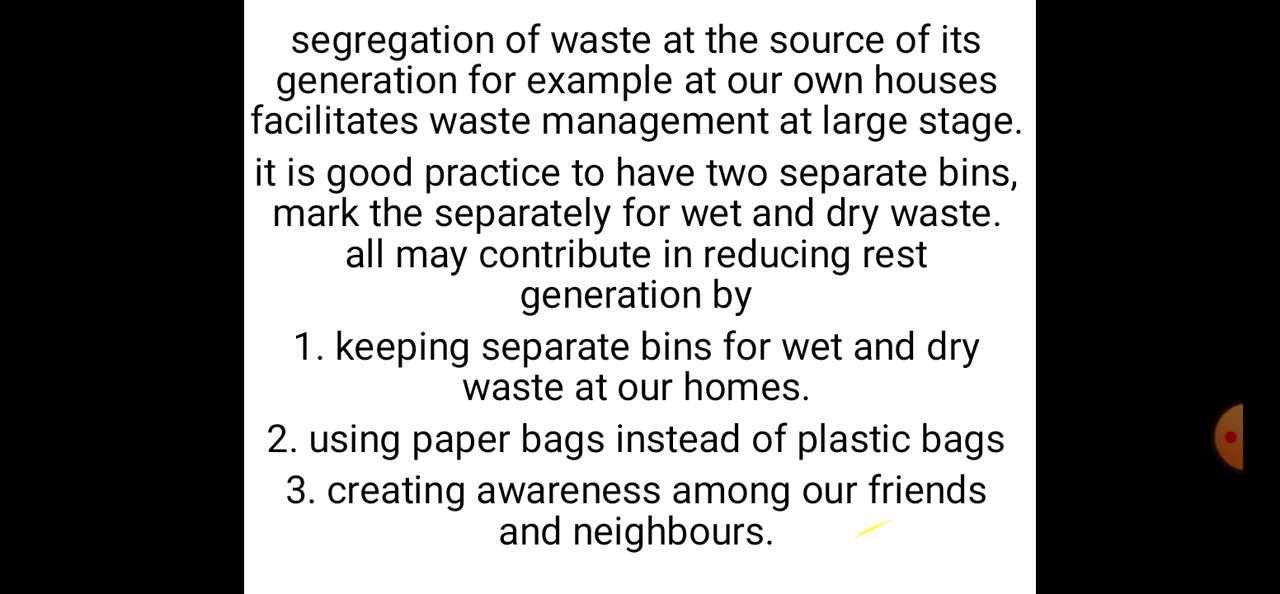 segregation of waste at the source of its
generation for example at our own houses
facilitates waste management at large stage.
it is good practice to have two separate bins,
mark the separately for wet and dry waste.
all may contribute in reducing rest
generation by
1. keeping separate bins for wet and dry
waste at our homes.
2. using paper bags instead of plastic bags
3. creating awareness among our friends
and neighbours.